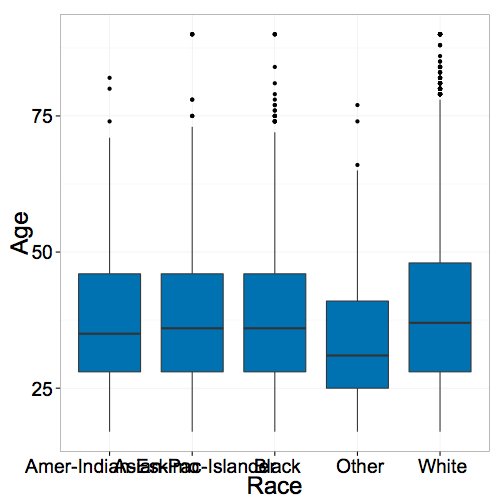 Age
75
50
25
Amer-Indian-Eskimo Asian-Pac-Islander Black Other White
Race